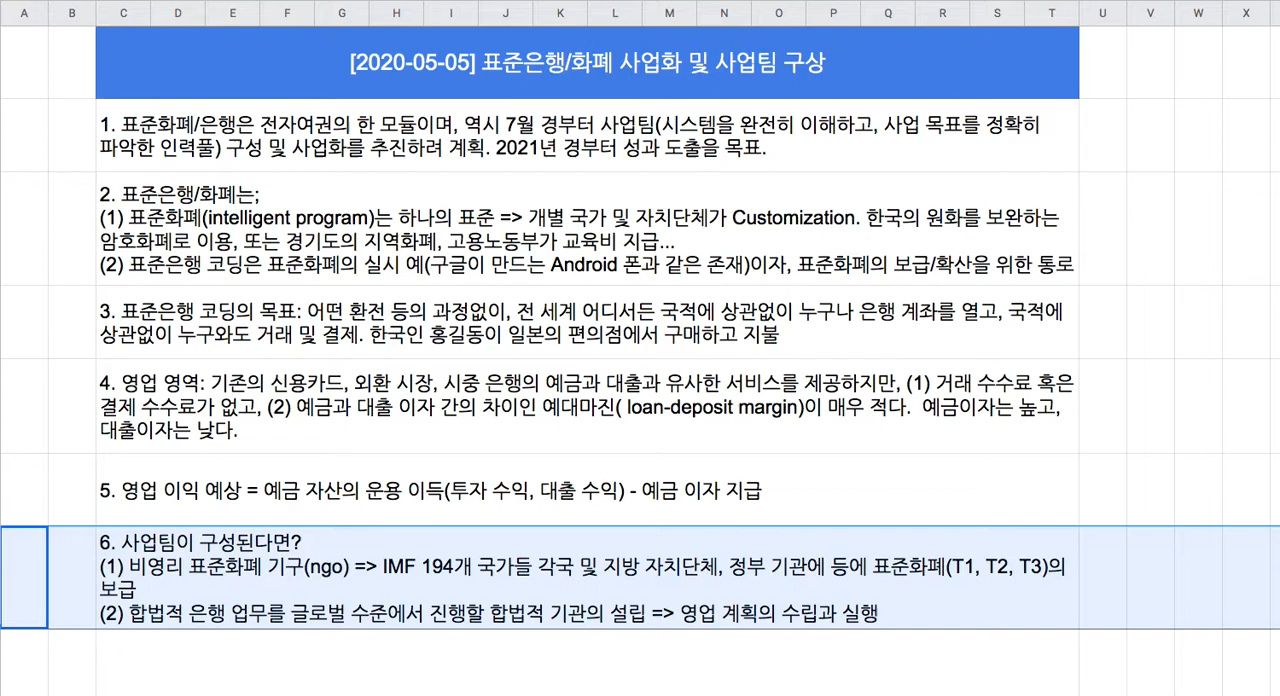 A B C D E F G H I J K L M N O P Q R S T U V W X
[2020-05-05] 표준은행/화폐 사업화 및 사업팀 구상
1. 표준화폐/은행은 전자여권의 한 모듈이며, 역시 7월 경부터 사업팀(시스템을 완전히 이해하고, 사업 목표를 정확히
파악한 인력풀) 구성 및 사업화를 추진하려 계획. 2021년 경부터 성과 도출을 목표.
2. 표준은행/화폐는;
(1) 표준화폐(intelligent program)는 하나의 표준 => 개별 국가 및 자치단체가 Customization. 한국의 원화를 보완하는
암호화폐로 이용, 또는 경기도의 지역화폐, 고용노동부가 교육비 지급...
(2) 표준은행 코딩은 표준화폐의 실시 예(구글이 만드는 Android 폰과 같은 존재)이자, 표준화폐의 보급/확산을 위한 통로
3. 표준은행 코딩의 목표: 어떤 환전 등의 과정없이, 전 세계 어디서든 국적에 상관없이 누구나 은행 계좌를 열고, 국적에
상관없이 누구와도 거래 및 결제. 한국인 홍길동이 일본의 편의점에서 구매하고 지불
4. 영업 영역: 기존의 신용카드, 외환 시장, 시중 은행의 예금과 대출과 유사한 서비스를 제공하지만, (1) 거래 수수료 혹은
결제 수수료가 없고, (2) 예금과 대출 이자 간의 차이인 예대마진( loan-deposit margin)이 매우 적다.  예금이자는 높고,
대출이자는 낮다.
5. 영업 이익 예상 = 예금 자산의 운용 이득(투자 수익, 대출 수익) - 예금 이자 지급
6. 사업팀이 구성된다면?
(1) 비영리 표준화폐 기구(ngo) => IMF 194개 국가들 각국 및 지방 자치단체, 정부 기관에 등에 표준화폐(T1, T2, T3)의
보급
(2) 합법적 은행 업무를 글로벌 수준에서 진행할 합법적 기관의 설립 => 영업 계획의 수립과 실행